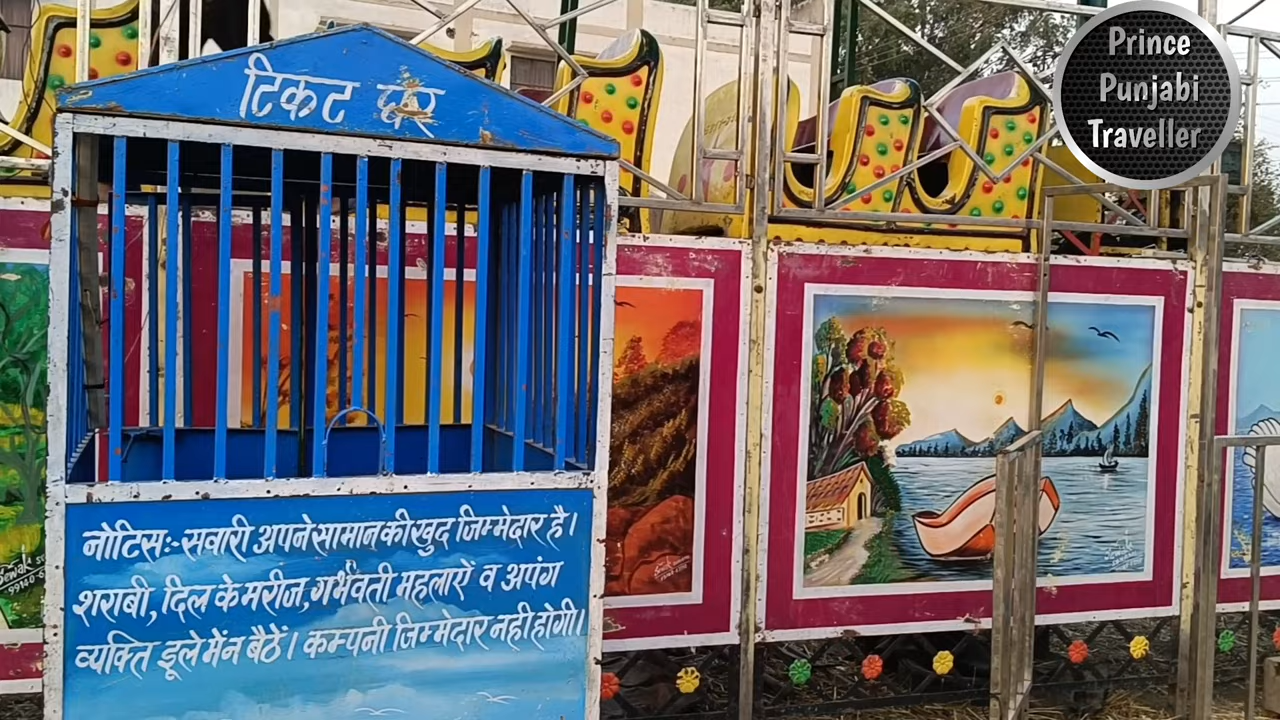 टिकट घर
Prince
Punjabi
Traveller
नोटिसः- सवारी अपने सामान की खुद जिम्मेदार है।
शराबी, दिल के मरीज, गर्भवती महलाऐं व अपंग
व्यक्ति झूले में न बैठें। कम्पनी जिम्मेदार नही होगी।